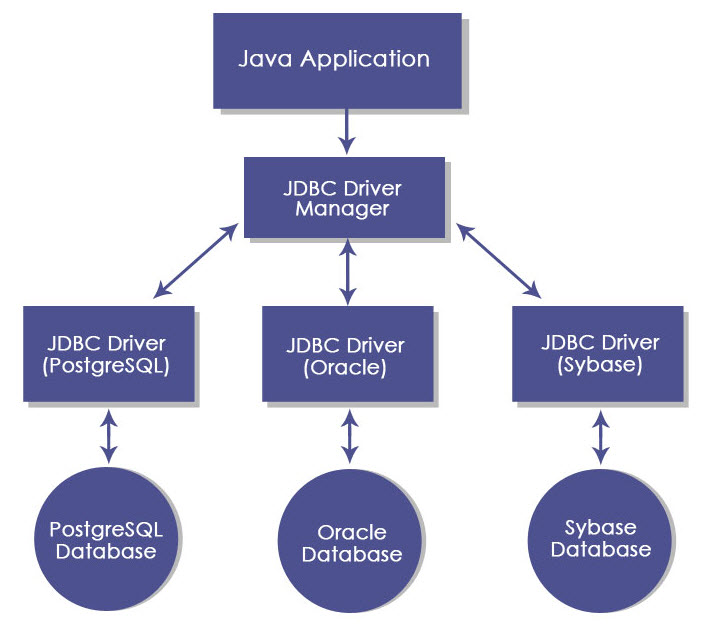 Java Application
JDBC Driver
Manager
JDBC Driver
(PostgreSQL)
JDBC Driver
(Oracle)
JDBC Driver
(Sybase)
PostgreSQL
Database
Oracle
Database
Sybase
Database